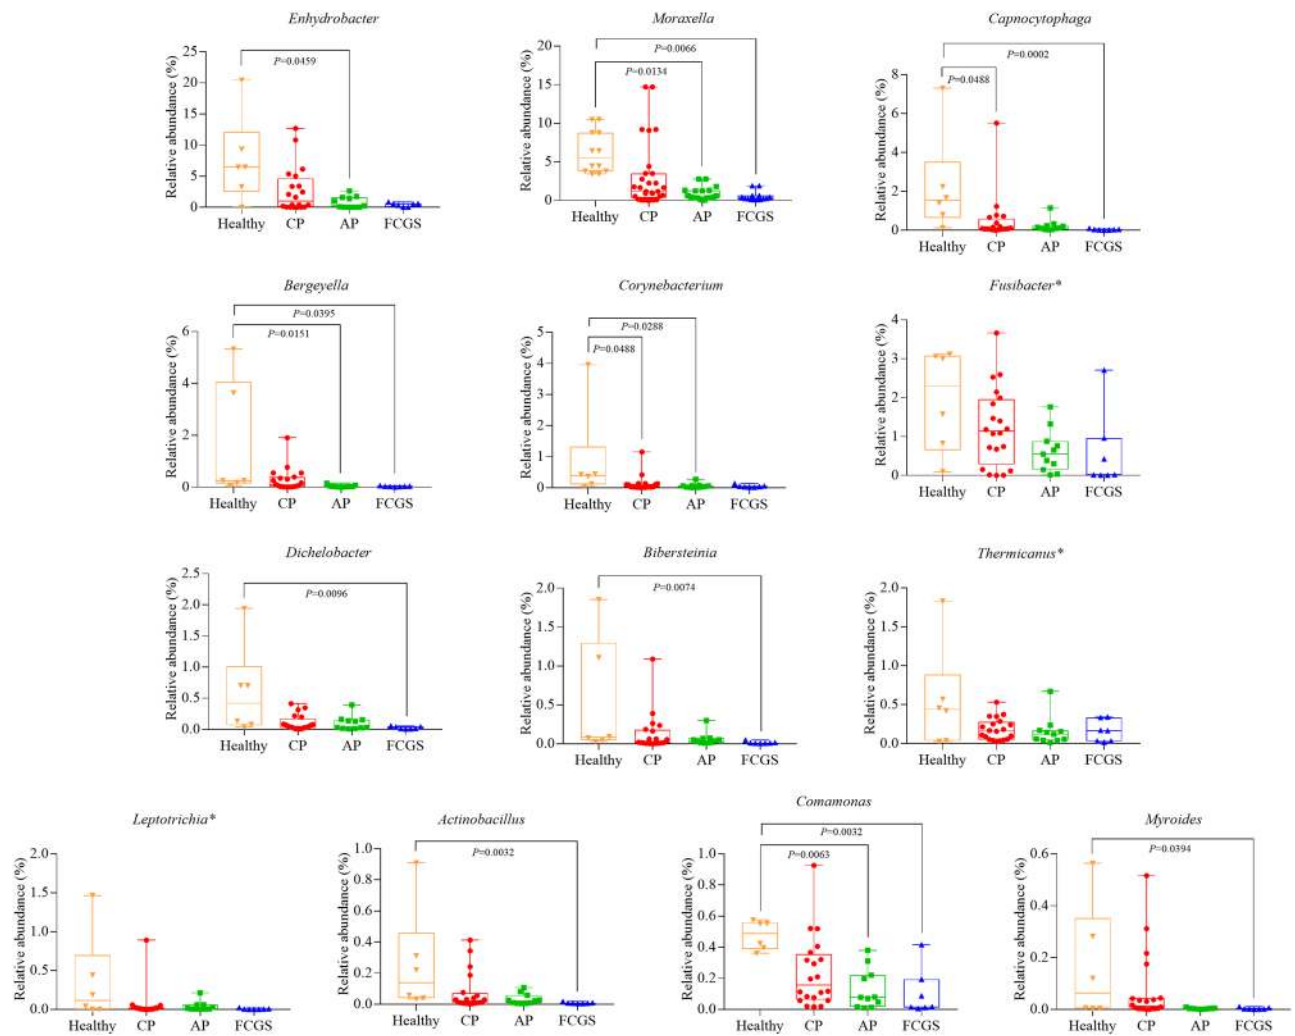 Enhydrobacter
Relative abundance (%)
25
20
15
10
5
0
P=0.0459
Healthy CP AP FCGS
Moraxella
Relative abundance (%)
20
15
10
5
0
P=0.0066
P=0.0134
Healthy CP AP FCGS
Capnocytophaga
Relative abundance (%)
8
6
4
2
0
P=0.0002
P=0.0488
Healthy CP AP FCGS
Bergeyella
Relative abundance (%)
6
4
2
0
P=0.0395
P=0.0151
Healthy CP AP FCGS
Corynebacterium
Relative abundance (%)
5
4
3
2
1
0
P=0.0288
P=0.0488
Healthy CP AP FCGS
Fusibacter*
Relative abundance (%)
4
3
2
1
0
Healthy CP AP FCGS
Dichelobacter
Relative abundance (%)
2.5
2.0
1.5
1.0
0.5
0.0
P=0.0096
Healthy CP AP FCGS
Bibersteinia
Relative abundance (%)
2.0
1.5
1.0
0.5
0.0
P=0.0074
Healthy CP AP FCGS
Thermicanus*
Relative abundance (%)
2.0
1.5
1.0
0.5
0.0
Healthy CP AP FCGS
Leptotrichia*
Relative abundance (%)
2.0
1.5
1.0
0.5
0.0
Healthy CP AP FCGS
Actinobacillus
Relative abundance (%)
1.0
0.8
0.6
0.4
0.2
0.0
P=0.0032
Healthy CP AP FCGS
Comamonas
Relative abundance (%)
1.0
0.8
0.6
0.4
0.2
0.0
P=0.0032
P=0.0063
Healthy CP AP FCGS
Myroides
Relative abundance (%)
0.6
0.4
0.2
0.0
P=0.0394
Healthy CP AP FCGS